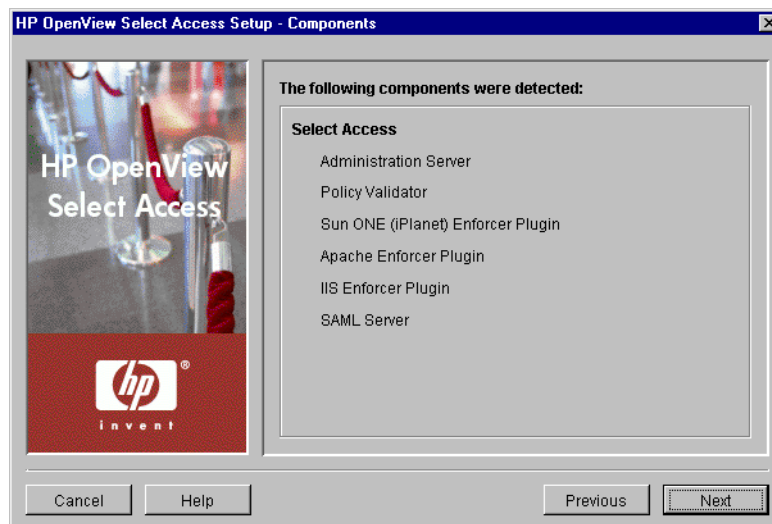 HP OpenView Select Access Setup - Components
HP OpenView
Select Access
hp
®
invent
The following components were detected:
Select Access
Administration Server
Policy Validator
Sun ONE (iPlanet) Enforcer Plugin
Apache Enforcer Plugin
IIS Enforcer Plugin
SAML Server
Cancel
Help
Previous
Next